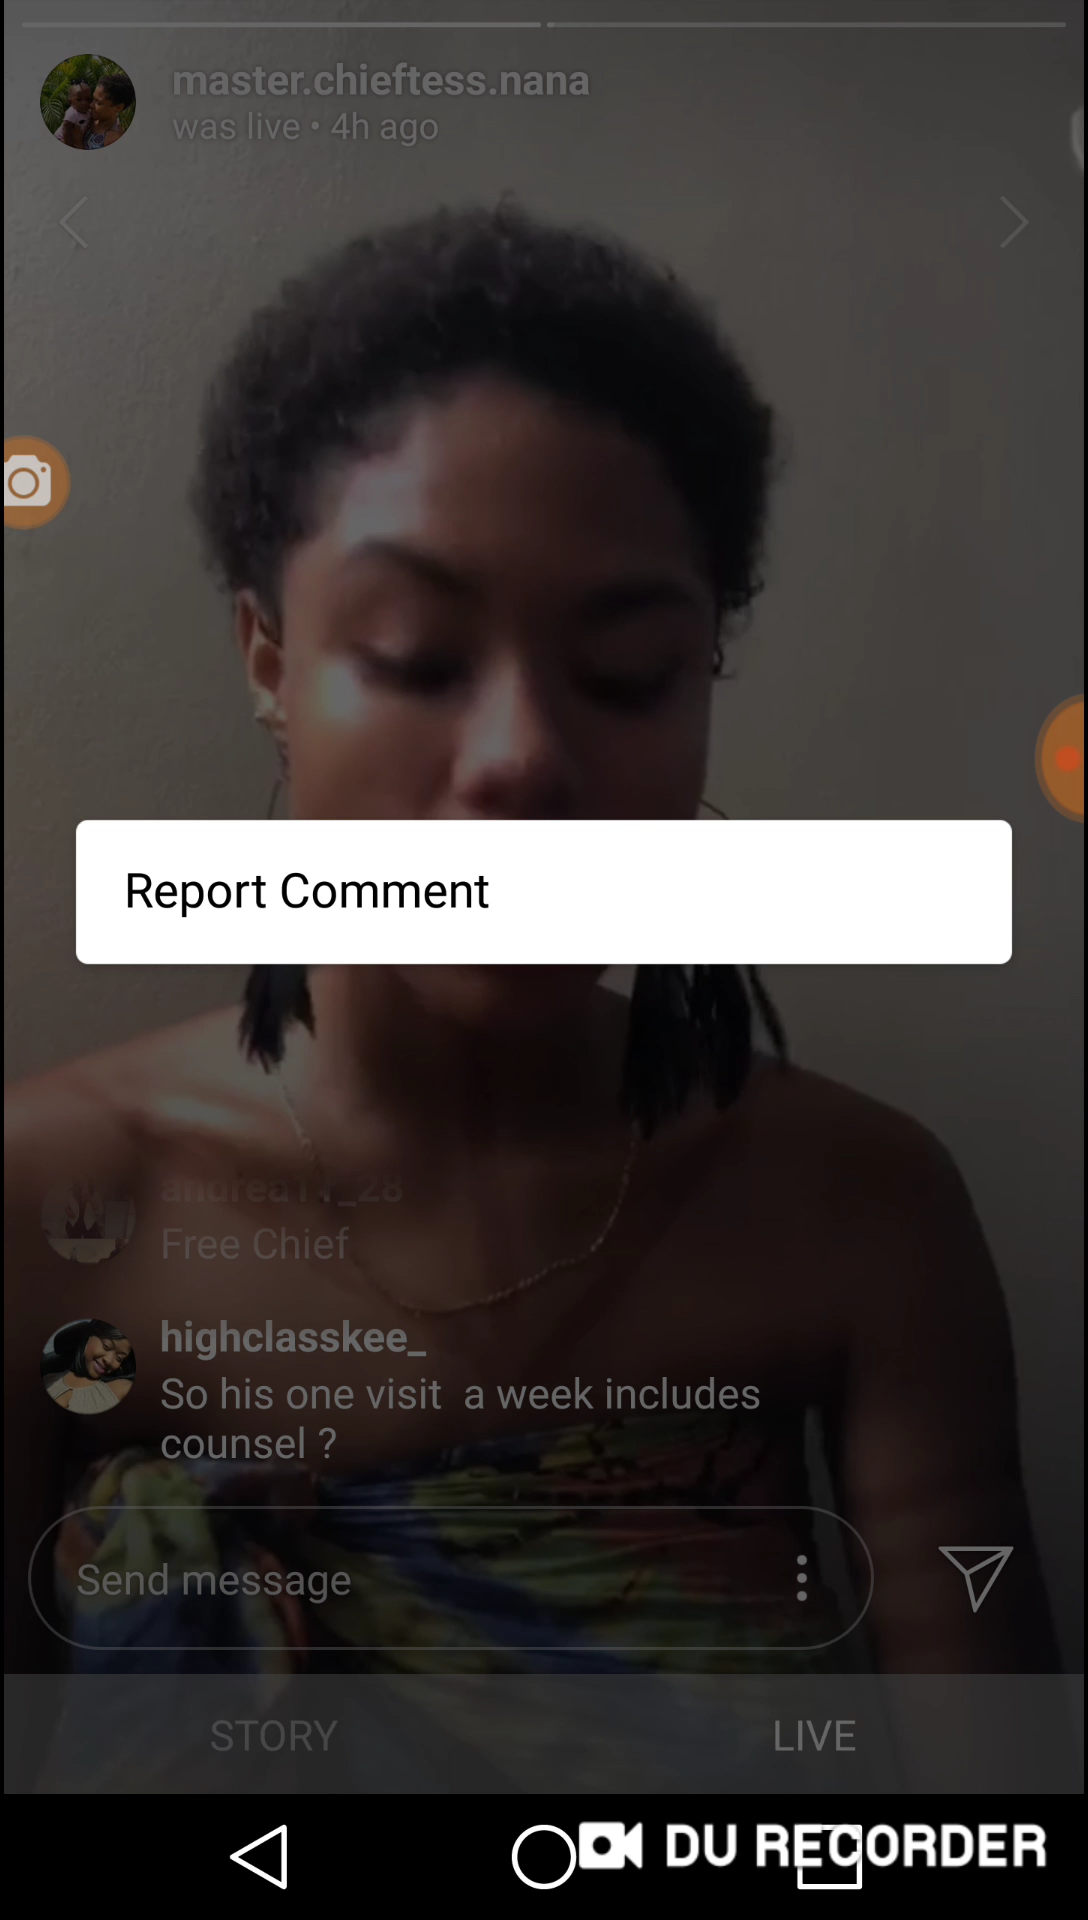 master.chieftess.nana
was live • 4h ago
Report Comment
andrea11_28
Free Chief
highclasskee_
So his one visit  a week includes
counsel ?
Send message
STORY
LIVE
DU RECORDER